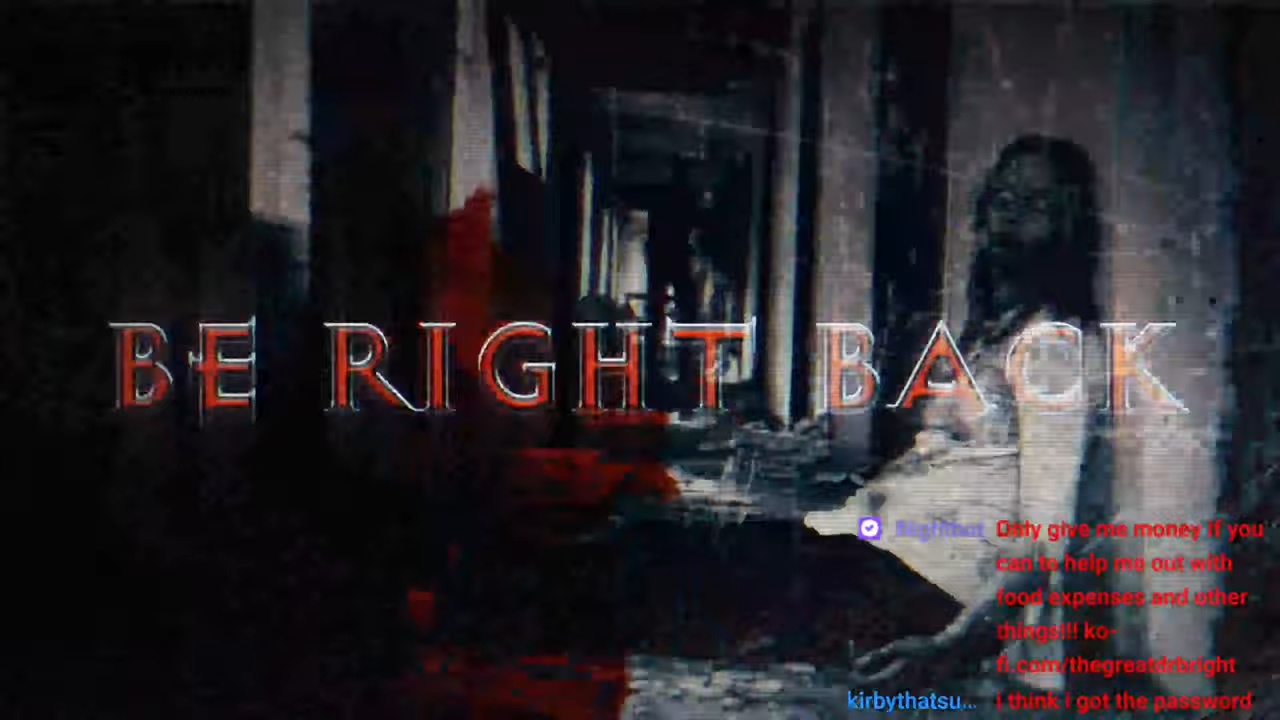 BE RIGHT BACK
Nightbot Only give me money if you
can to help me out with
food expenses and other
things!!! ko-
fi.com/thegreatdrbright
kirbythatsu... i think i got the password